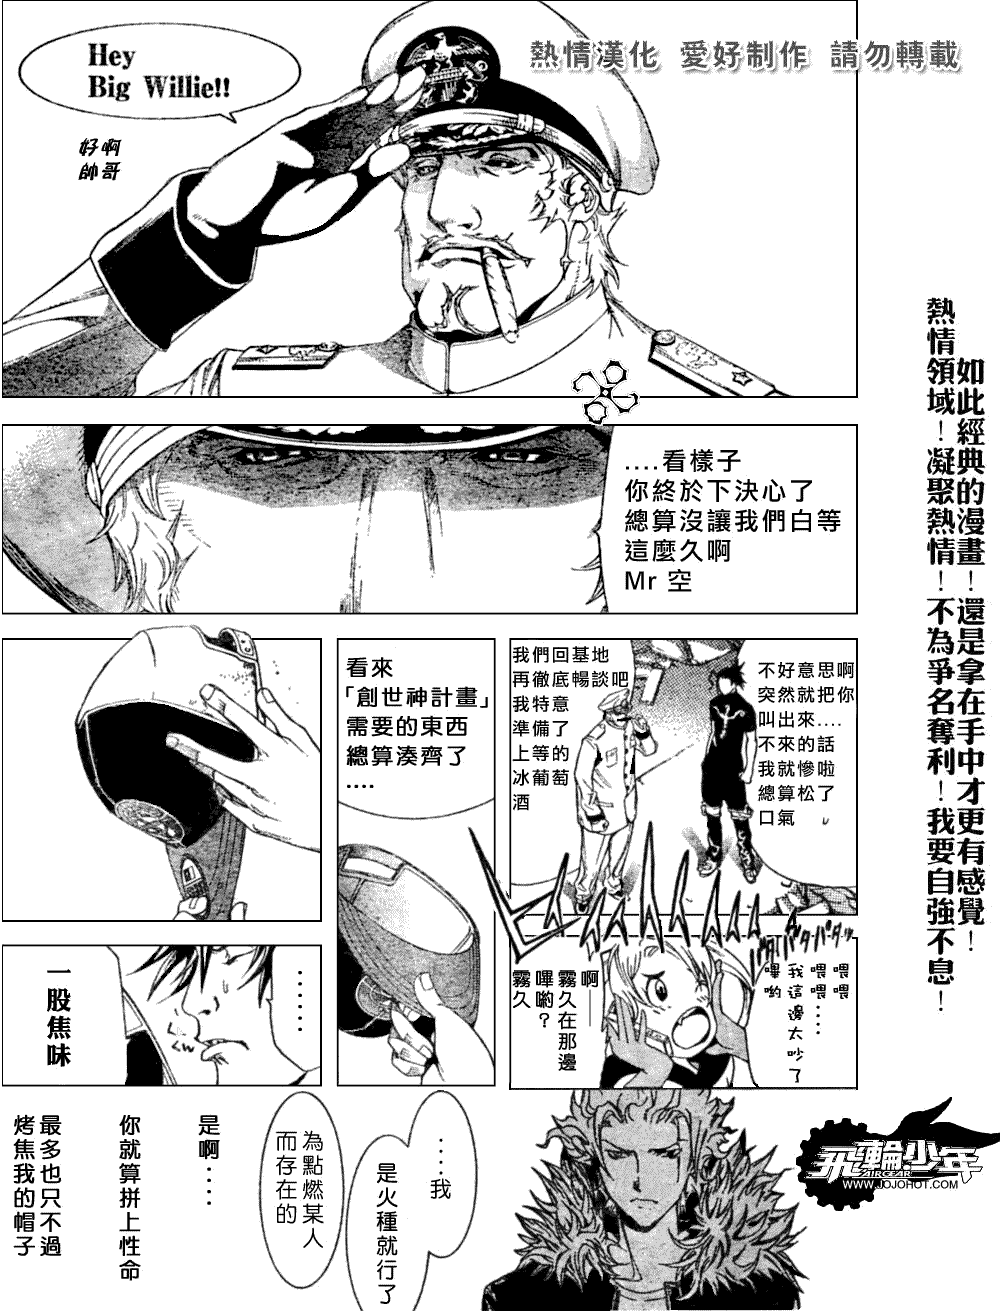 熱情漢化 愛好制作 請勿轉載
Hey
Big Willie!!
好啊
帥哥
....看樣子
你終於下決心了
總算沒讓我們白等
這麼久啊
Mr 空
不好意思啊
突然就把你
叫出來....
不來的話
我就慘啦
總算松了
口氣
我們回基地
再徹底暢談吧
我特意
準備了
上等的
冰葡萄
酒
看來
「創世神計畫」
需要的東西
總算湊齊了
....
喂喂
喂喂....
我這邊太吵了
嗶喲
啊——
霧久在那邊
嗶喲?
霧久
......
一股焦味
....我
是火種就行了
為點燃某人
而存在的
是啊....
你就算拼上性命
最多也只不過
烤焦我的帽子
如此經典的漫畫!還是拿在手中才更有感覺!
熱情領域!凝聚熱情!不為爭名奪利!我要自強不息!
飛輪少年
AIRGEAR
WWW.JOJOHOT.COM